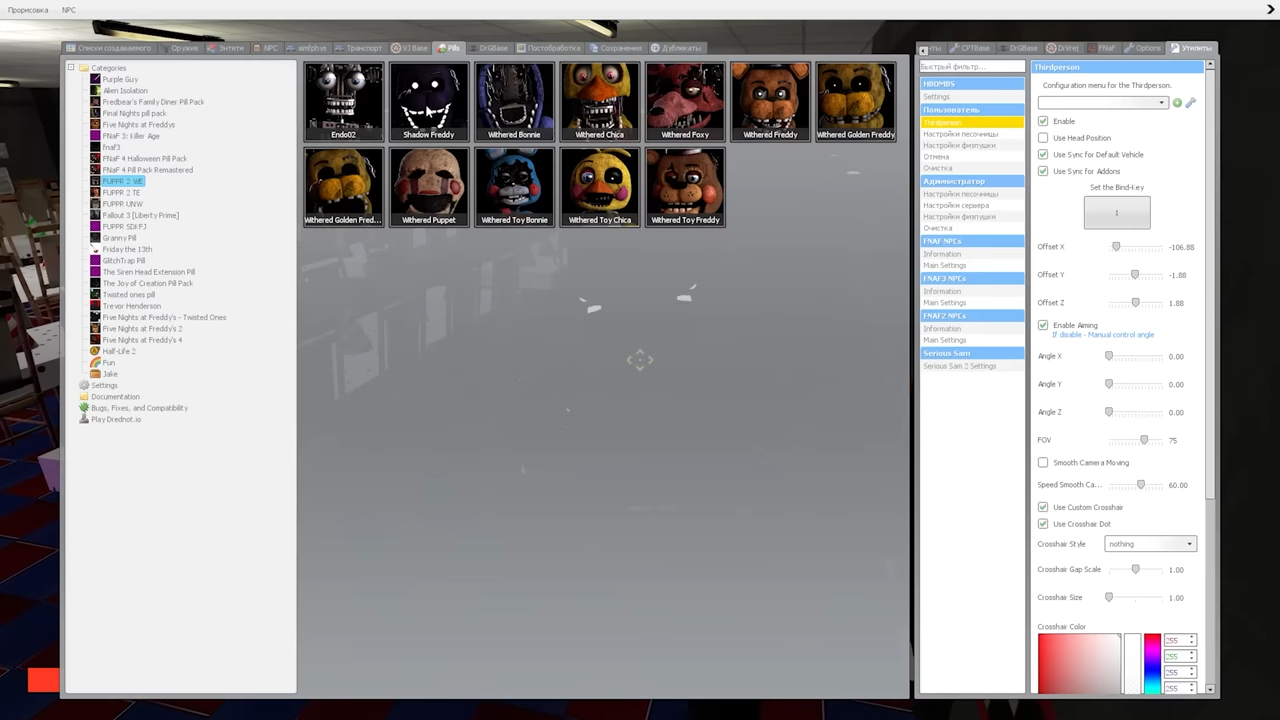 Прорисовка NPC
Списки создаваемого Оружие Энтети NPC simfphys Транспорт VJ Base Pills DrGBase Постобработка Сохранения Дубликаты
Categories
Purple Guy
Alien Isolation
Fredbear's Family Diner Pill Pack
Final Nights pill pack
Five Nights at Freddys
FNAF 3: Killer Age
fnaf3
FNAF 4 Halloween Pill Pack
FNaF 4 Pill Pack Remastered
FUPPR 2 WE
FUPPR 2 TE
FUPPR UNW
Fallout 3 [Liberty Prime]
FUPPR SDi:FJ
Granny Pill
Friday the 13th
GlitchTrap Pill
The Siren Head Extension Pill
The Joy of Creation Pill Pack
Twisted ones pill
Trevor Henderson
Five Nights at Freddy's - Twisted Ones
Five Nights at Freddy's 2
Five Nights at Freddy's 4
Half-Life 2
Fun
Jake
Settings
Documentation
Bugs, Fixes, and Compatibility
Play Drednot.io
Endo02 Shadow Freddy Withered Bonnie Withered Chica Withered Foxy Withered Freddy Withered Golden Freddy
Withered Golden Fred... Withered Puppet Withered Toy Bonnie Withered Toy Chica Withered Toy Freddy
CPTBase DrGBase DrVrej FNaF Options Утилиты
Быстрый фильтр...
HBOMBS
Settings
Пользователь
Thirdperson
Настройки песочницы
Настройки физпушки
Отмена
Очистка
Администратор
Настройки песочницы
Настройки сервера
Настройки физпушки
Очистка
FNAF NPCs
Information
Main Settings
FNAF3 NPCs
Information
Main Settings
FNAF2 NPCs
Information
Main Settings
Serious Sam
Serious Sam 2 Settings
Thirdperson
Configuration menu for the Thirdperson.
Enable
Use Head Position
Use Sync for Default Vehicle
Use Sync for Addons
Set the Bind-Key
Offset X -106.88
Offset Y -1.88
Offset Z 1.88
Enable Aiming
If disable - Manual control angle
Angle X 0.00
Angle Y 0.00
Angle Z 0.00
FOV 75
Smooth Camera Moving
Speed Smooth Ca... 60.00
Use Custom Crosshair
Use Crosshair Dot
Crosshair Style nothing
Crosshair Gap Scale 1.00
Crosshair Size 1.00
Crosshair Color
255
255
255
255